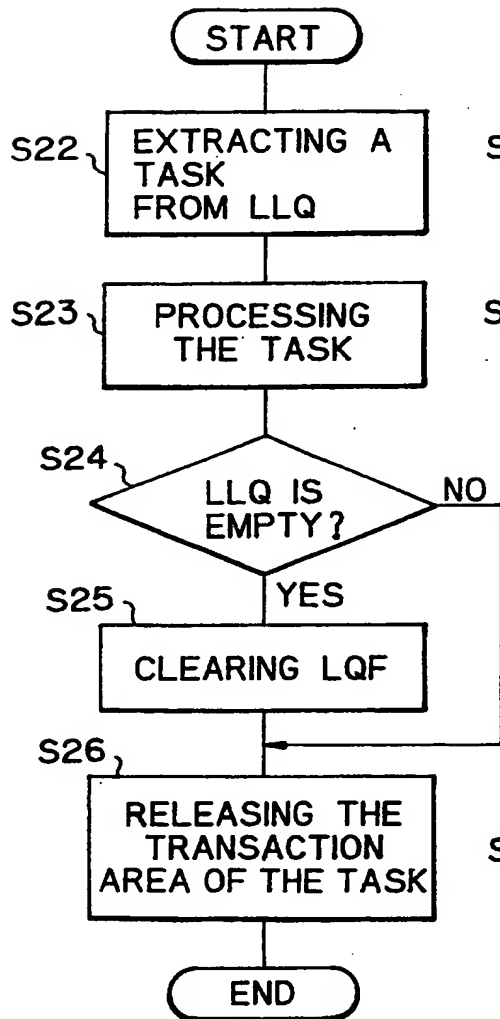 START
S22
EXTRACTING A
TASK
FROM LLQ
S
S23
PROCESSING
THE TASK
S
S24
LLQ IS
EMPTY?
NO
YES
S25
CLEARING LQF
S26
RELEASING THE
TRANSACTION
AREA OF THE TASK
S
END